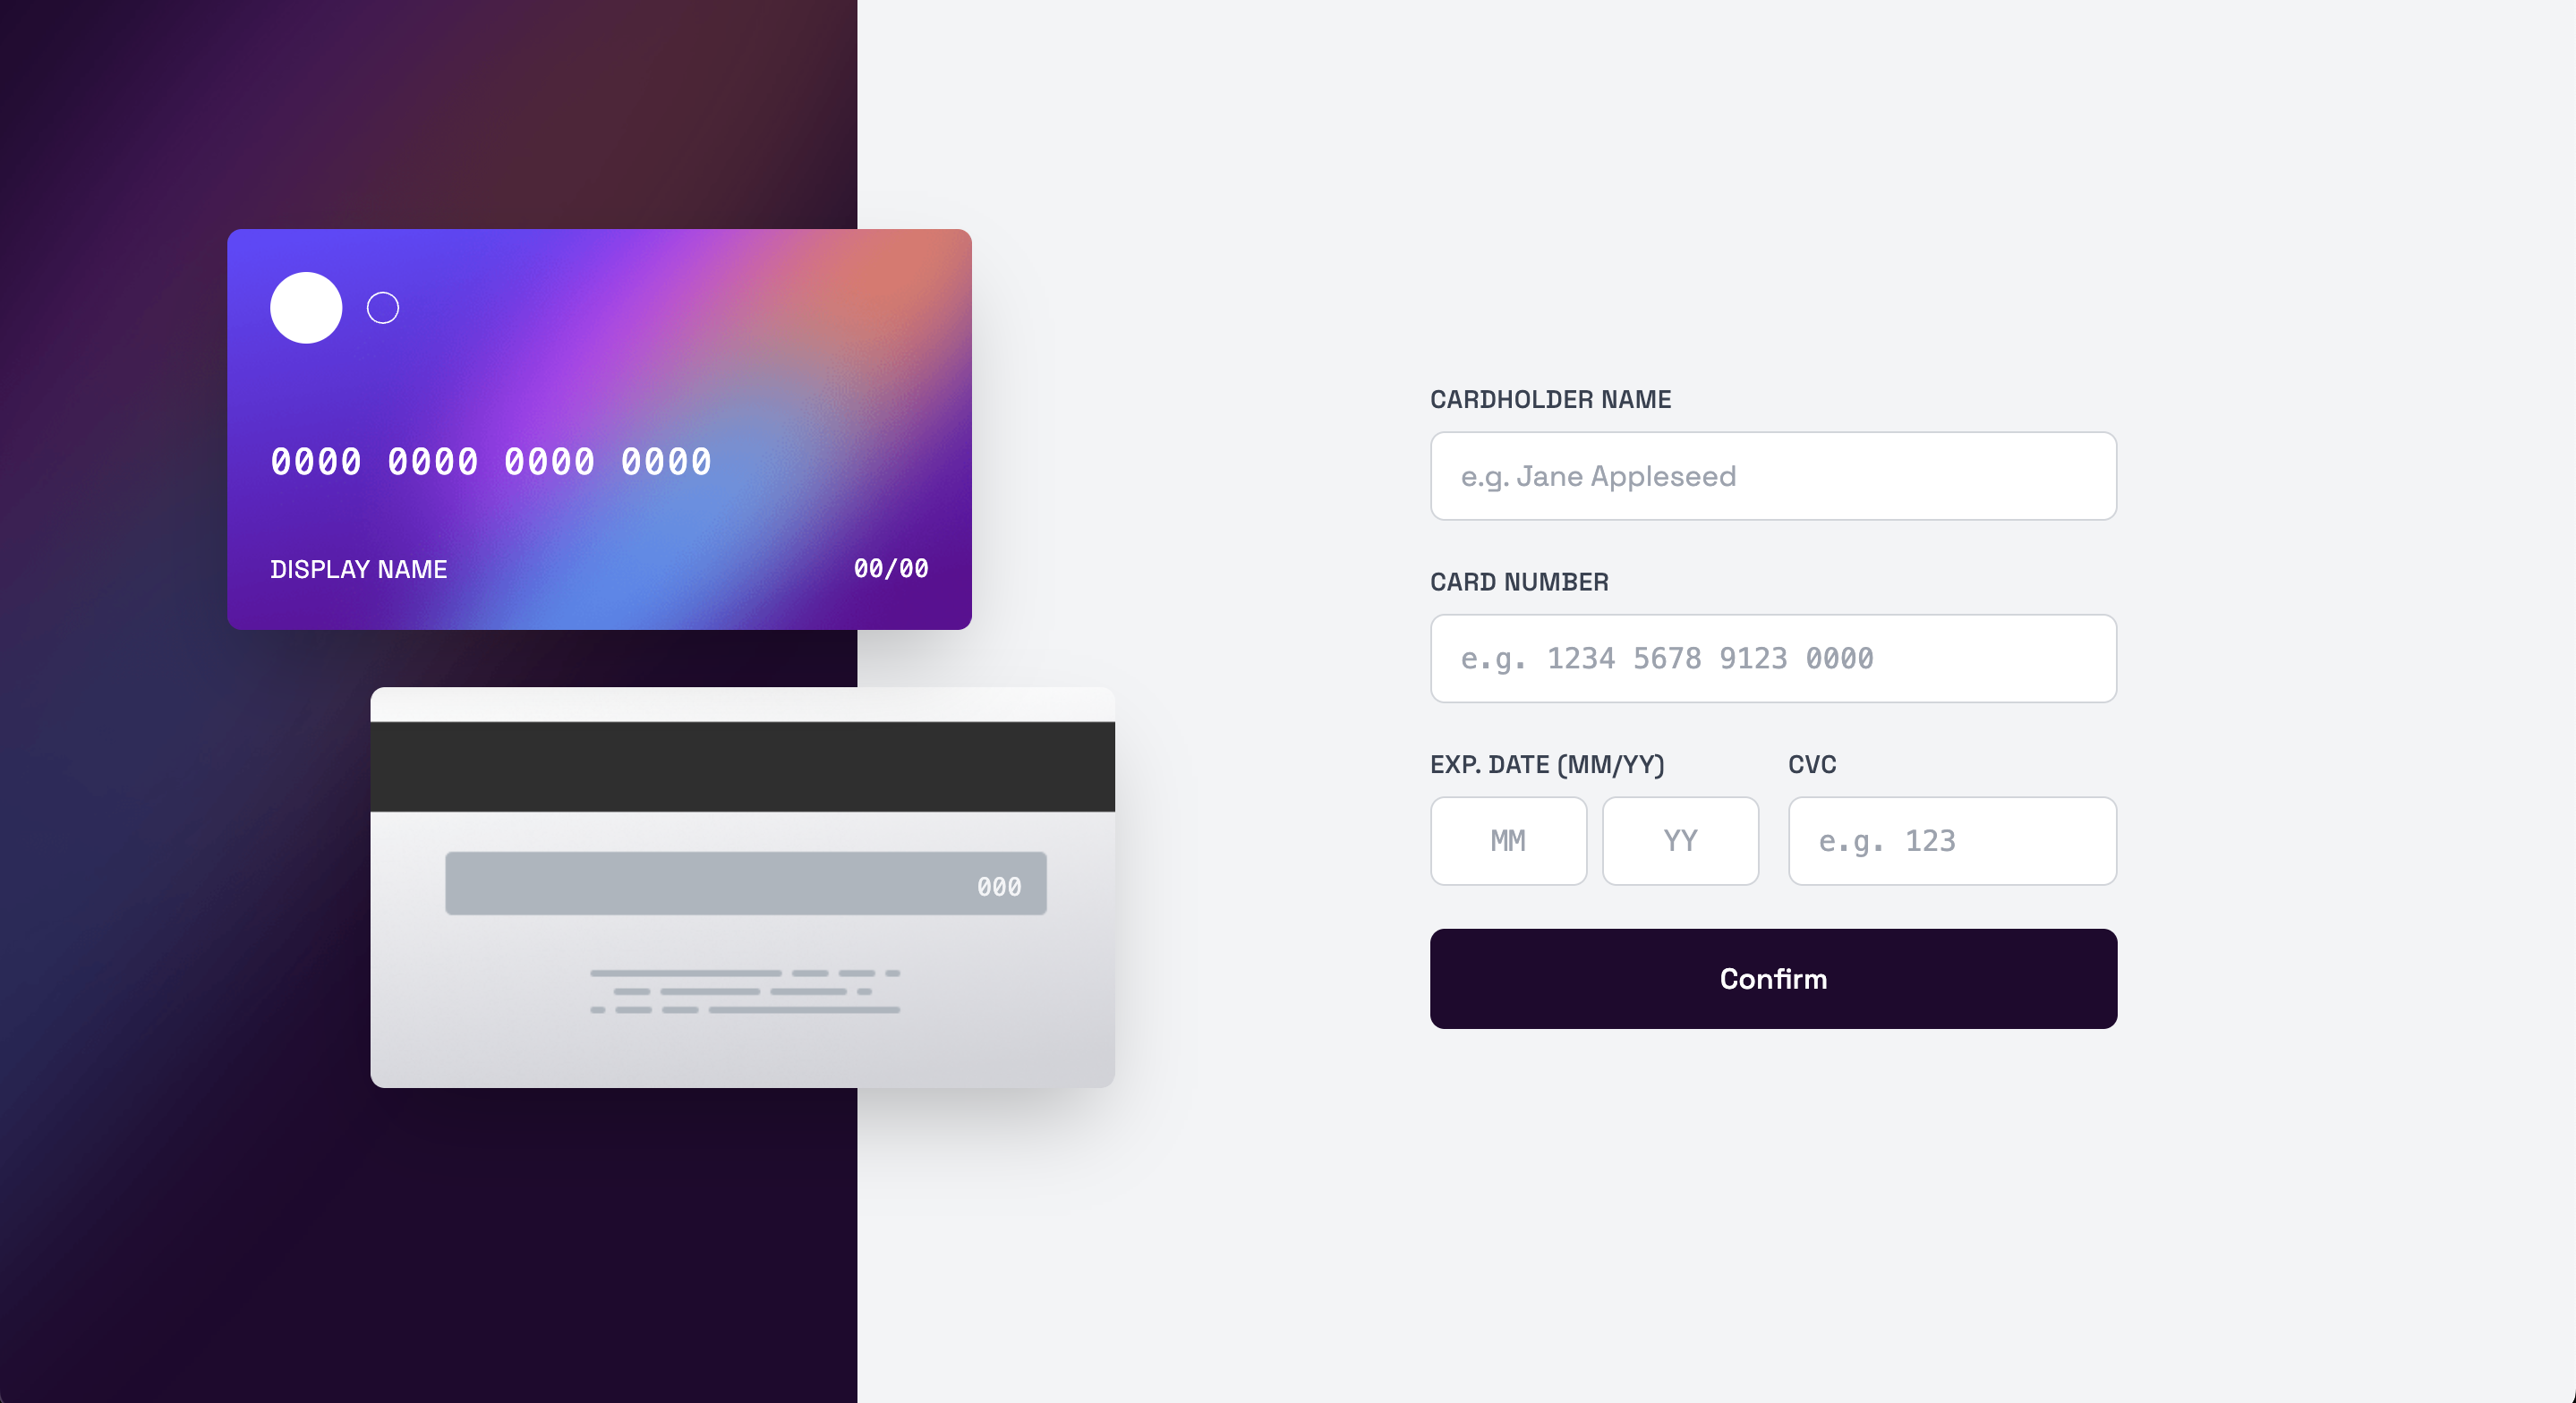 0000 0000 0000 0000
DISPLAY NAME 00/00
000
CARDHOLDER NAME
e.g. Jane Appleseed
CARD NUMBER
e.g. 1234 5678 9123 0000
EXP. DATE (MM/YY) CVC
MM YY e.g. 123
Confirm